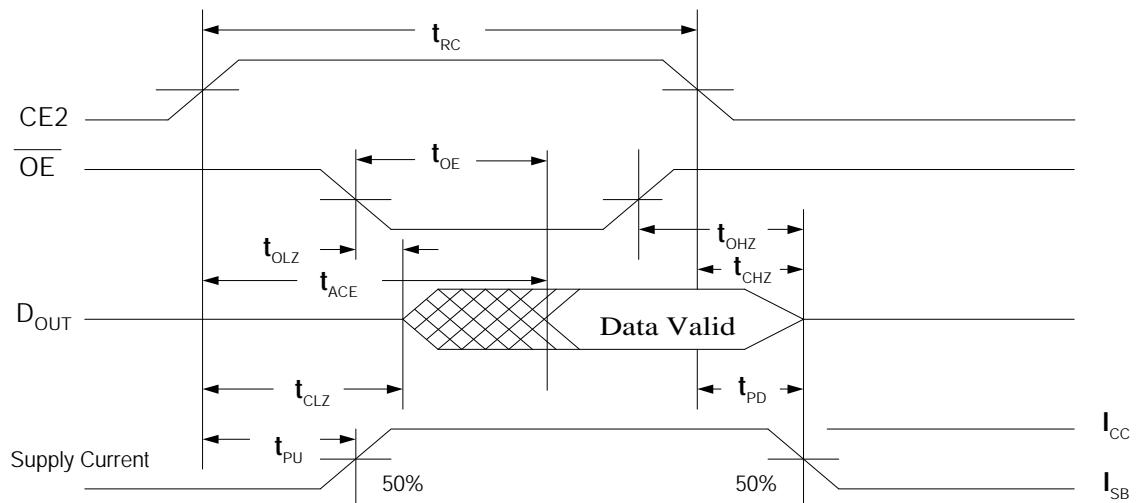 tRC
CE2
OE
tOE
tOLZ
tOHZ
tACE
tCHZ
DOUT
Data Valid
tCLZ
tPD
ICC
Supply Current
tPU
50%
50%
ISB